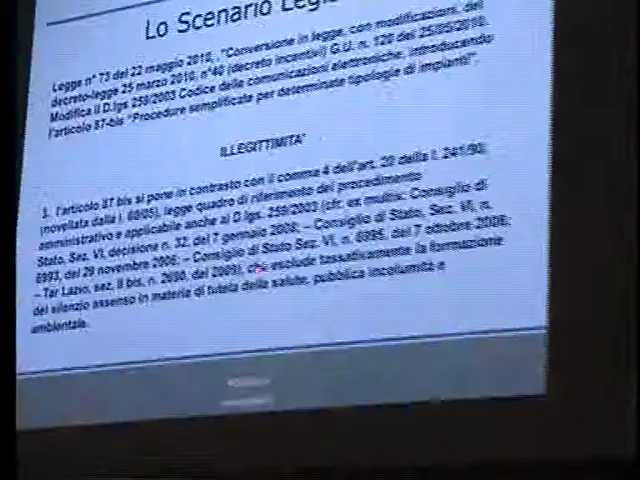 Lo Scenario Legis
Legge n° 73 del 22 maggio 2010, "Conversione in legge, con modificazioni, del
decreto-legge 25 marzo 2010, n°40 (decreto incentivi) G.U. n. 120 del 25/05/2010.
Modifica il D.lgs 259/2003 Codice delle comunicazioni elettroniche, introducendo
l'articolo 87-bis "Procedure semplificate per determinate tipologie di impianti".
ILLEGITTIMITA'
3. l'articolo 87 bis si pone in contrasto con il comma 4 dell'art. 20 della l. 241/90
(novellata dalla l. 80/05), legge quadro di riferimento del procedimento
amministrativo e applicabile anche al D.lgs. 259/2003 (cfr. ex multis: Consiglio di
Stato, Sez. VI, decisione n. 32, del 7 gennaio 2008; – Consiglio di Stato, Sez. VI, n.
del 29 novembre 2006; – Consiglio di Stato Sez. VI, n. del 7 ottobre
– Tar Lazio, sez. II bis, n. del 2009), che esclude tassativamente la formazione
del silenzio assenso in materia di tutela della salute, pubblica incolumità e
ambientale.